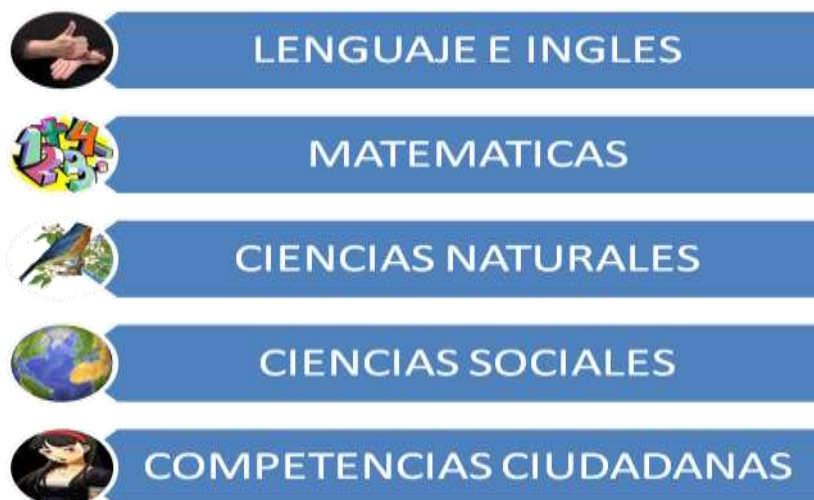 LENGUAJE E INGLES
MATEMATICAS
CIENCIAS NATURALES
CIENCIAS SOCIALES
COMPETENCIAS CIUDADANAS